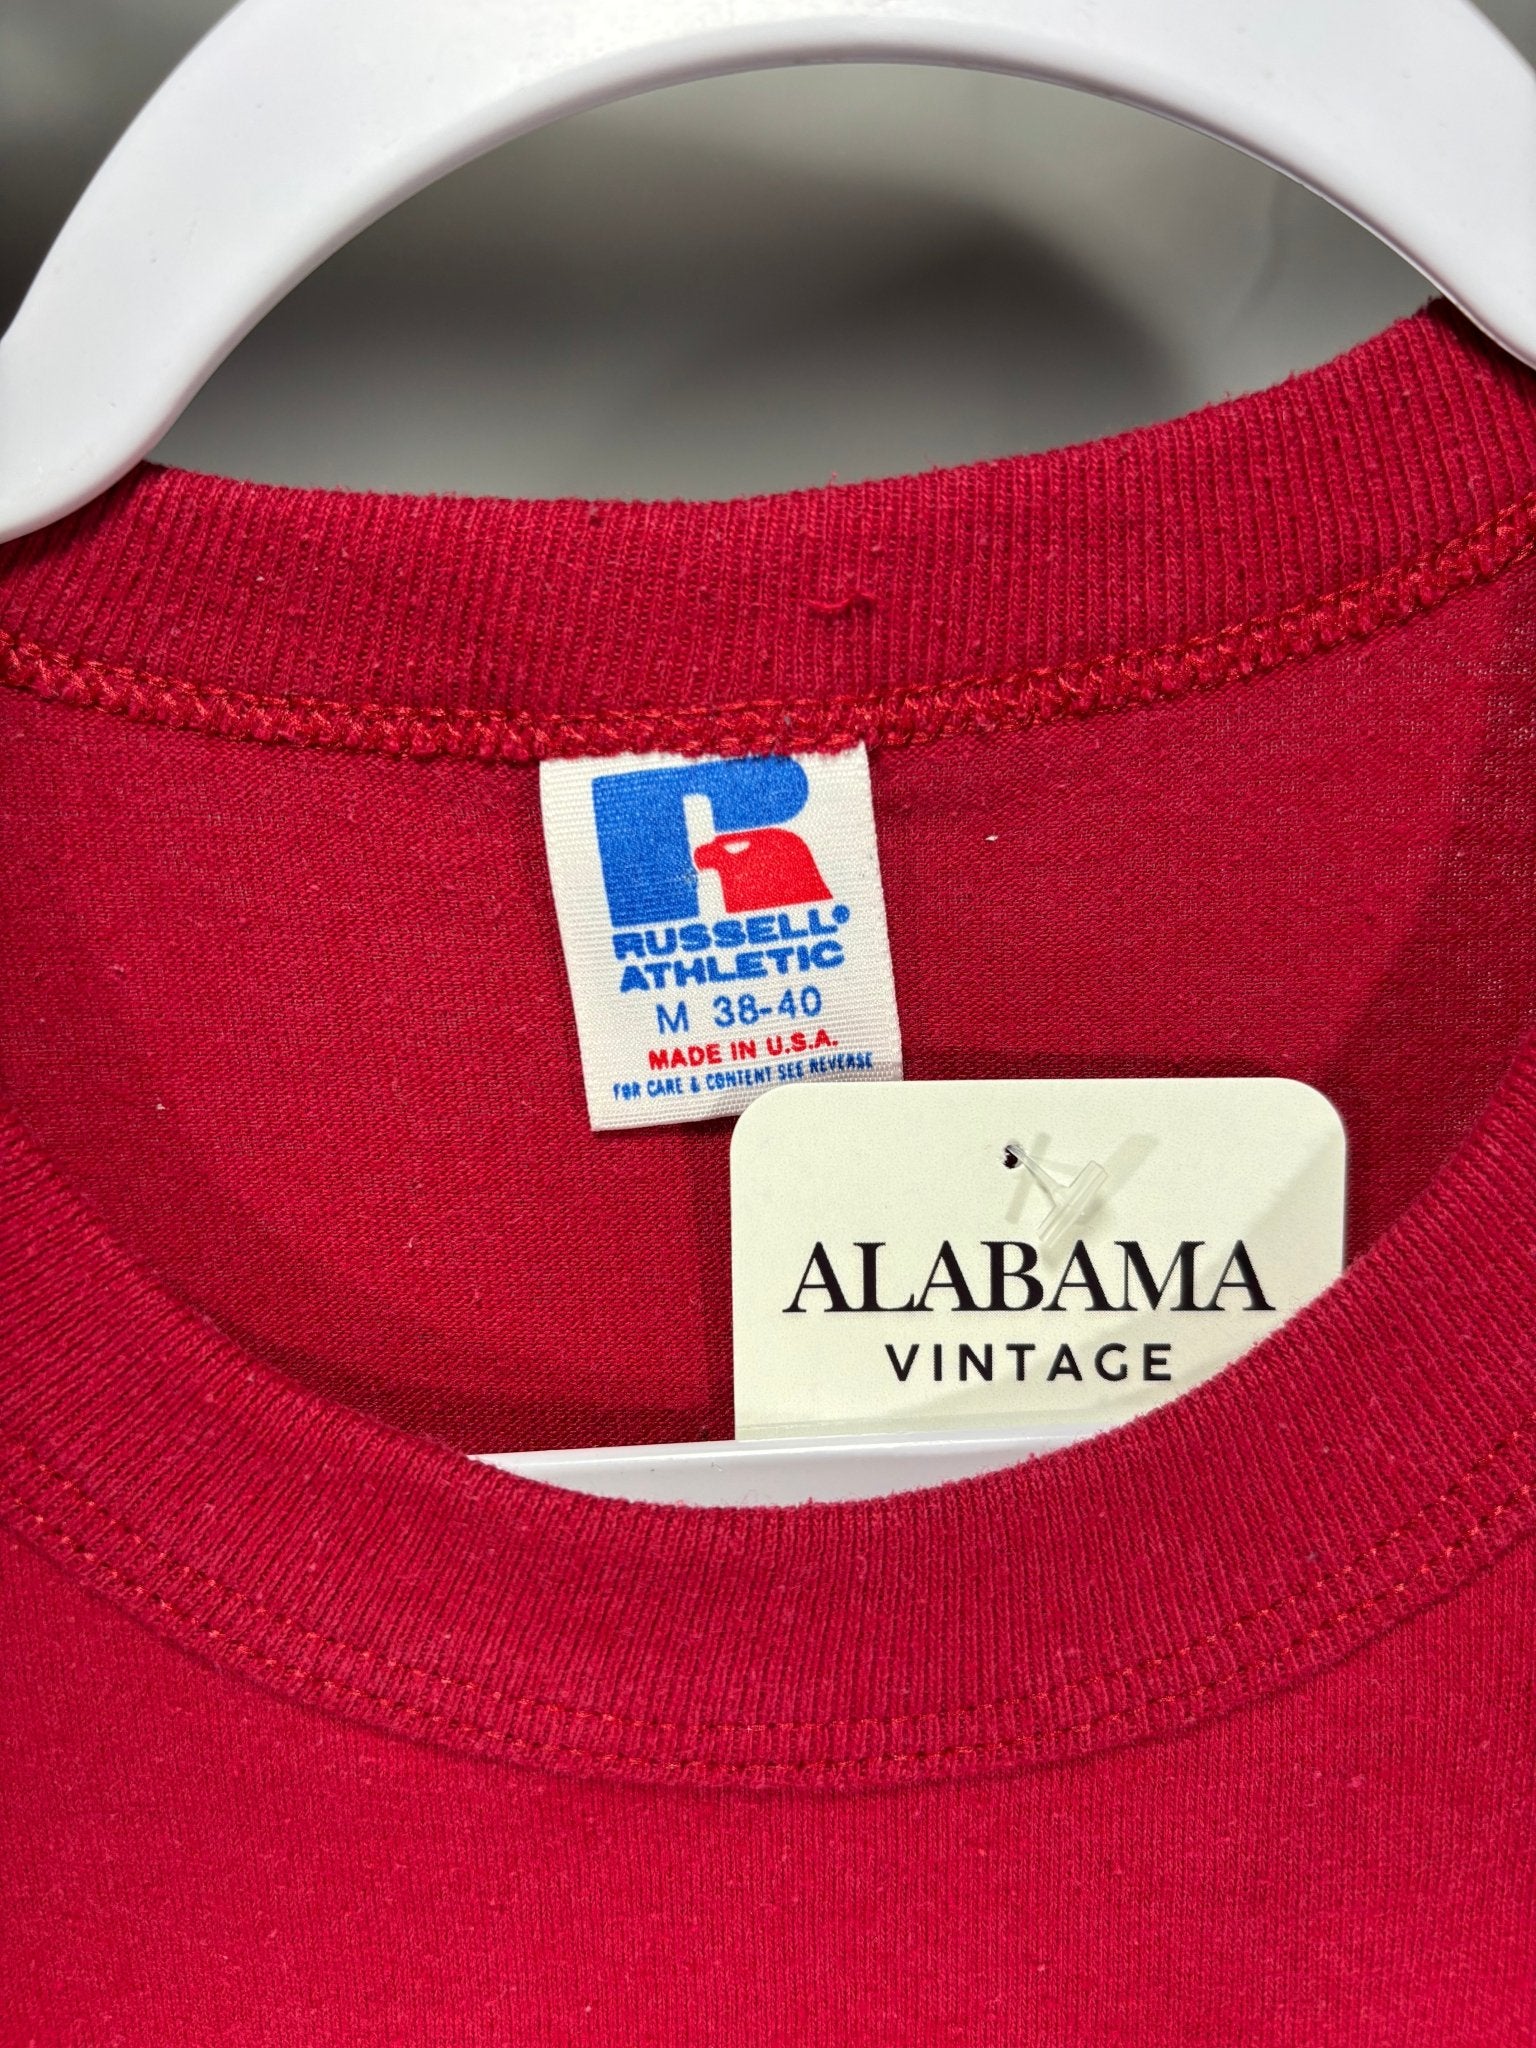 RUSSELL®
ATHLETIC
M 38-40
MADE IN U.S.A.
FOR CARE & CONTENT SEE REVERSE
ALABAMA
VINTAGE